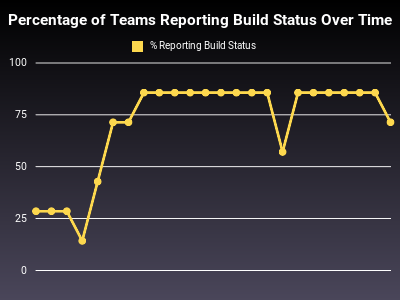 Percentage of Teams Reporting Build Status Over Time
% Reporting Build Status
100
75
50
25
0